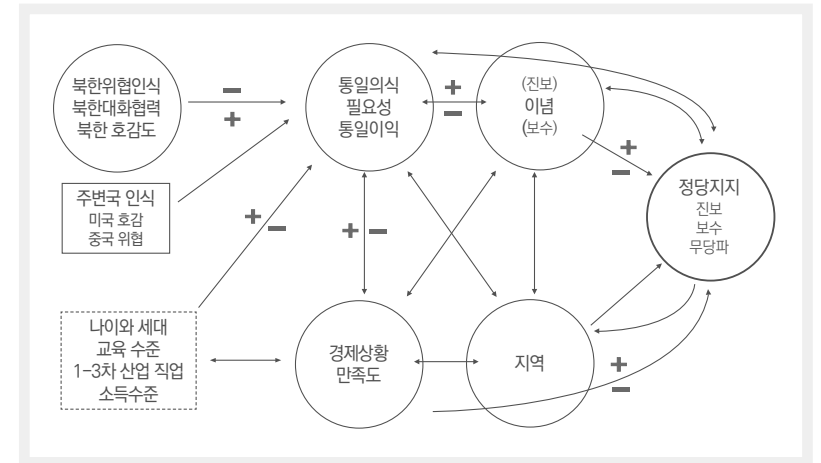 북한위협인식
북한대화협력
북한 호감도
−
+
통일의식
필요성
통일이익
+
−
(진보)
이념
(보수)
+
−
정당지지
진보
보수
무당파
주변국 인식
미국 호감
중국 위협
+ −
+ −
나이와 세대
교육 수준
1-3차 산업 직업
소득수준
경제상황
만족도
지역
+
−